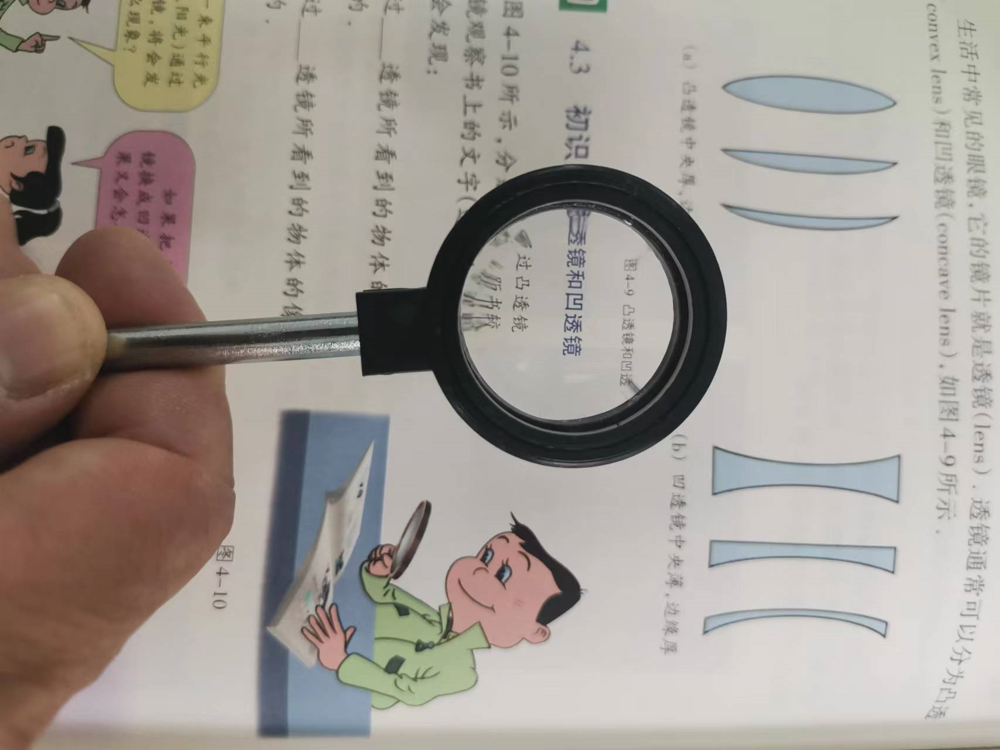 生活中常见的眼镜，它的镜片就是透镜(lens)．透镜通常可以分为凸透
convex lens)和凹透镜(concave lens)，如图4-9所示．
(a) 凸透镜中央厚、
(b) 凹透镜中央薄，边缘厚
图4-9 凸透镜和凹透
4.3 初识
透镜和凹透镜
过凸透镜
距书较
图4-10所示，分
镜观察书上的文字(
会发现：
过 透镜所看到的物体的
的．
过 透镜所看到的物体的像
的．
图4-10
一束平行光
阳光)通过
镜，将会发
么现象？
如果把
镜换成凹
果又会怎